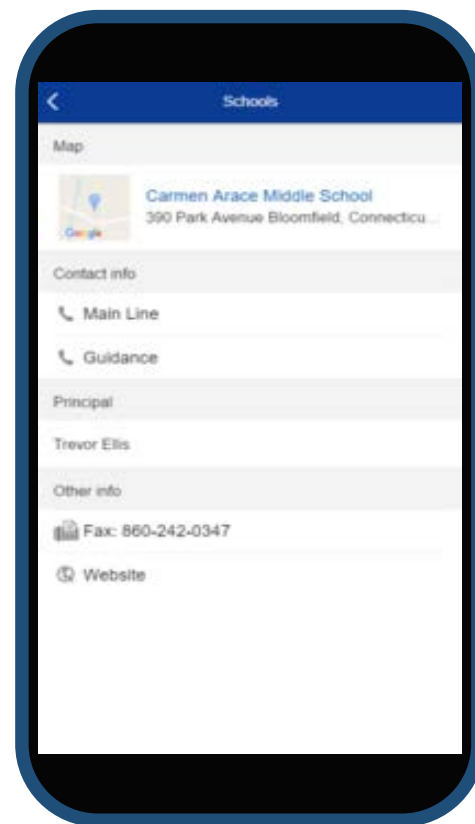 Schools
Map
Google
Carmen Arace Middle School
390 Park Avenue Bloomfield, Connecticu...
Contact info
Main Line
Guidance
Principal
Trevor Ellis
Other info
Fax: 860-242-0347
Website